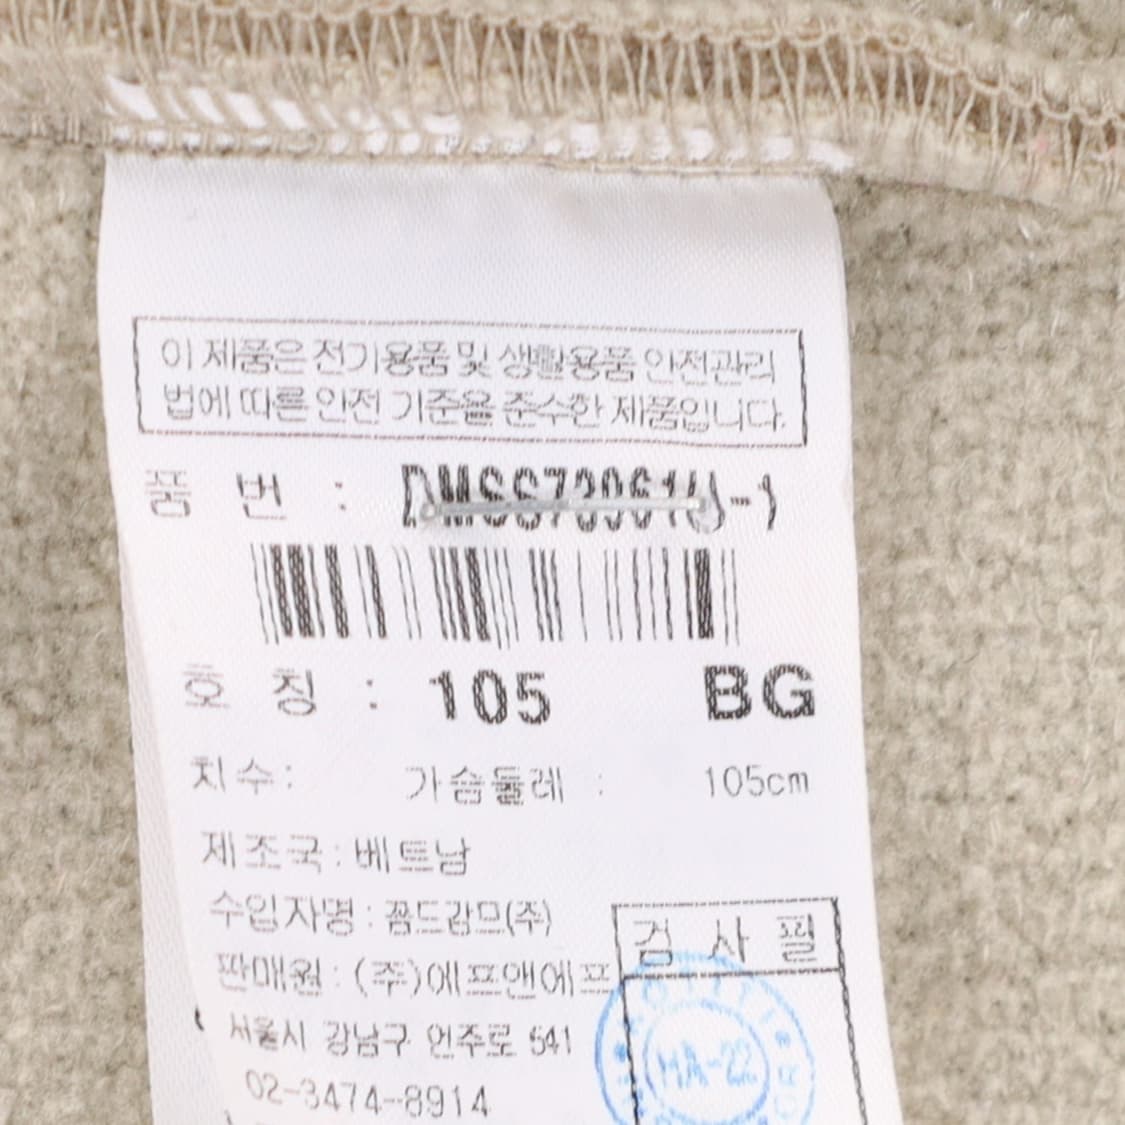 이 제품은 전기용품 및 생활용품 안전관리
법에 따른 안전 기준을 준수한 제품입니다.
품 번 :
호 칭 : 105 BG
치수: 가슴둘레 : 105cm
제조국 : 베트남
수입자명 : 꼼드갑므(주)
판매원 : (주)에프앤에프
검 사 필
서울시 강남구 언주로 541
MA-22
02-3474-8914